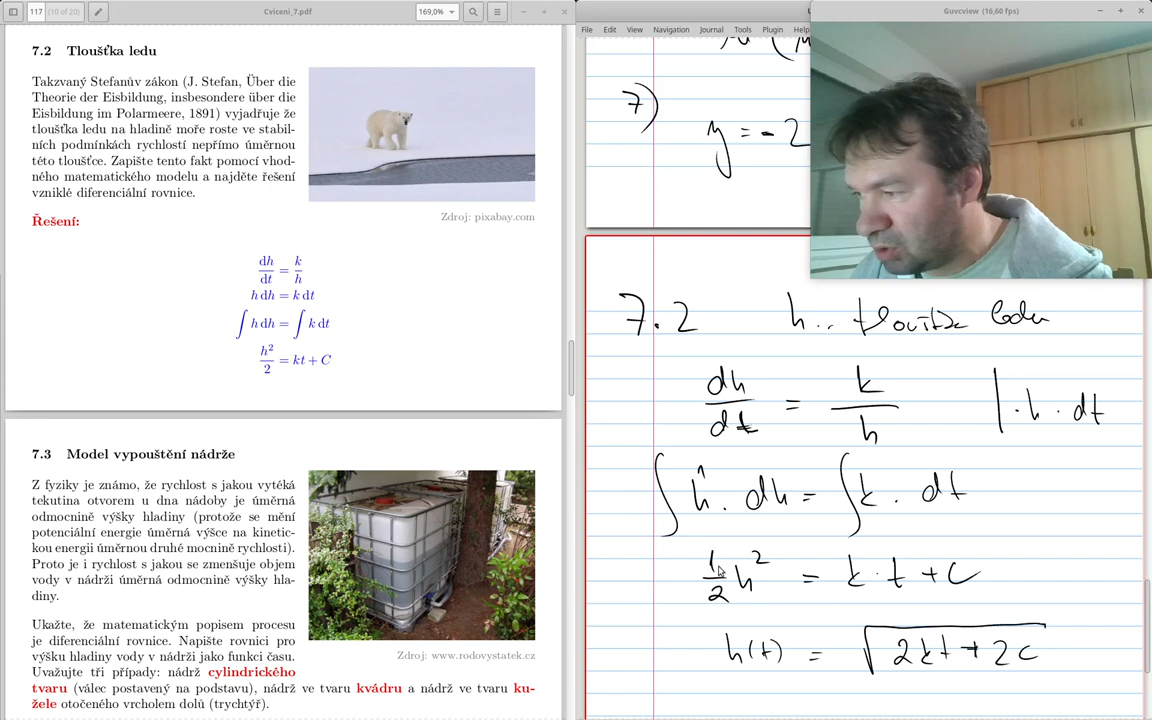 117 (10 of 20)
Cviceni_7.pdf
169,0%
7.2 Tloušťka ledu
Takzvaný Stefanův zákon (J. Stefan, Über die
Theorie der Eisbildung, insbesondere über die
Eisbildung im Polarmeere, 1891) vyjadřuje že
tloušťka ledu na hladině moře roste ve stabil-
ních podmínkách rychlostí nepřímo úměrnou
této tloušťce. Zapište tento fakt pomocí vhod-
ného matematického modelu a najděte řešení
vzniklé diferenciální rovnice.
Zdroj: pixabay.com
Řešení:
dh/dt = k/h
h dh = k dt
∫ h dh = ∫ k dt
h²/2 = kt + C
7.3 Model vypouštění nádrže
Z fyziky je známo, že rychlost s jakou vytéká
tekutina otvorem u dna nádoby je úměrná
odmocnině výšky hladiny (protože se mění
potenciální energie úměrná výšce na kinetic-
kou energii úměrnou druhé mocnině rychlosti).
Proto je i rychlost s jakou se zmenšuje objem
vody v nádrži úměrná odmocnině výšky hla-
diny.
Ukažte, že matematickým popisem procesu
je diferenciální rovnice. Napište rovnici pro
výšku hladiny vody v nádrži jako funkci času.
Uvažujte tři případy: nádrž cylindrického
tvaru (válec postavený na podstavu), nádrž ve tvaru kvádru a nádrž ve tvaru ku-
žele otočeného vrcholem dolů (trychtýř).
Zdroj: www.rodovystatek.cz
File Edit View Navigation Journal Tools Plugin Help
Guvcview (16,60 fps)
7)
y = -2
7.2 h.. tloušťka ledu
dh/dt = k/h | · h · dt
∫ h · dh = ∫ k · dt
1/2 h² = k · t + C
h(t) = √(2kt + 2C)